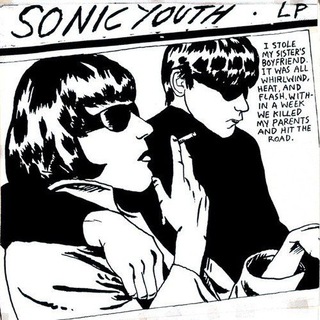 SONIC YOUTH · LP
I STOLE
MY SISTER'S
BOYFRIEND.
IT WAS ALL
WHIRLWIND,
HEAT, AND
FLASH. WITH-
IN A WEEK
WE KILLED
MY PARENTS
AND HIT THE
ROAD.